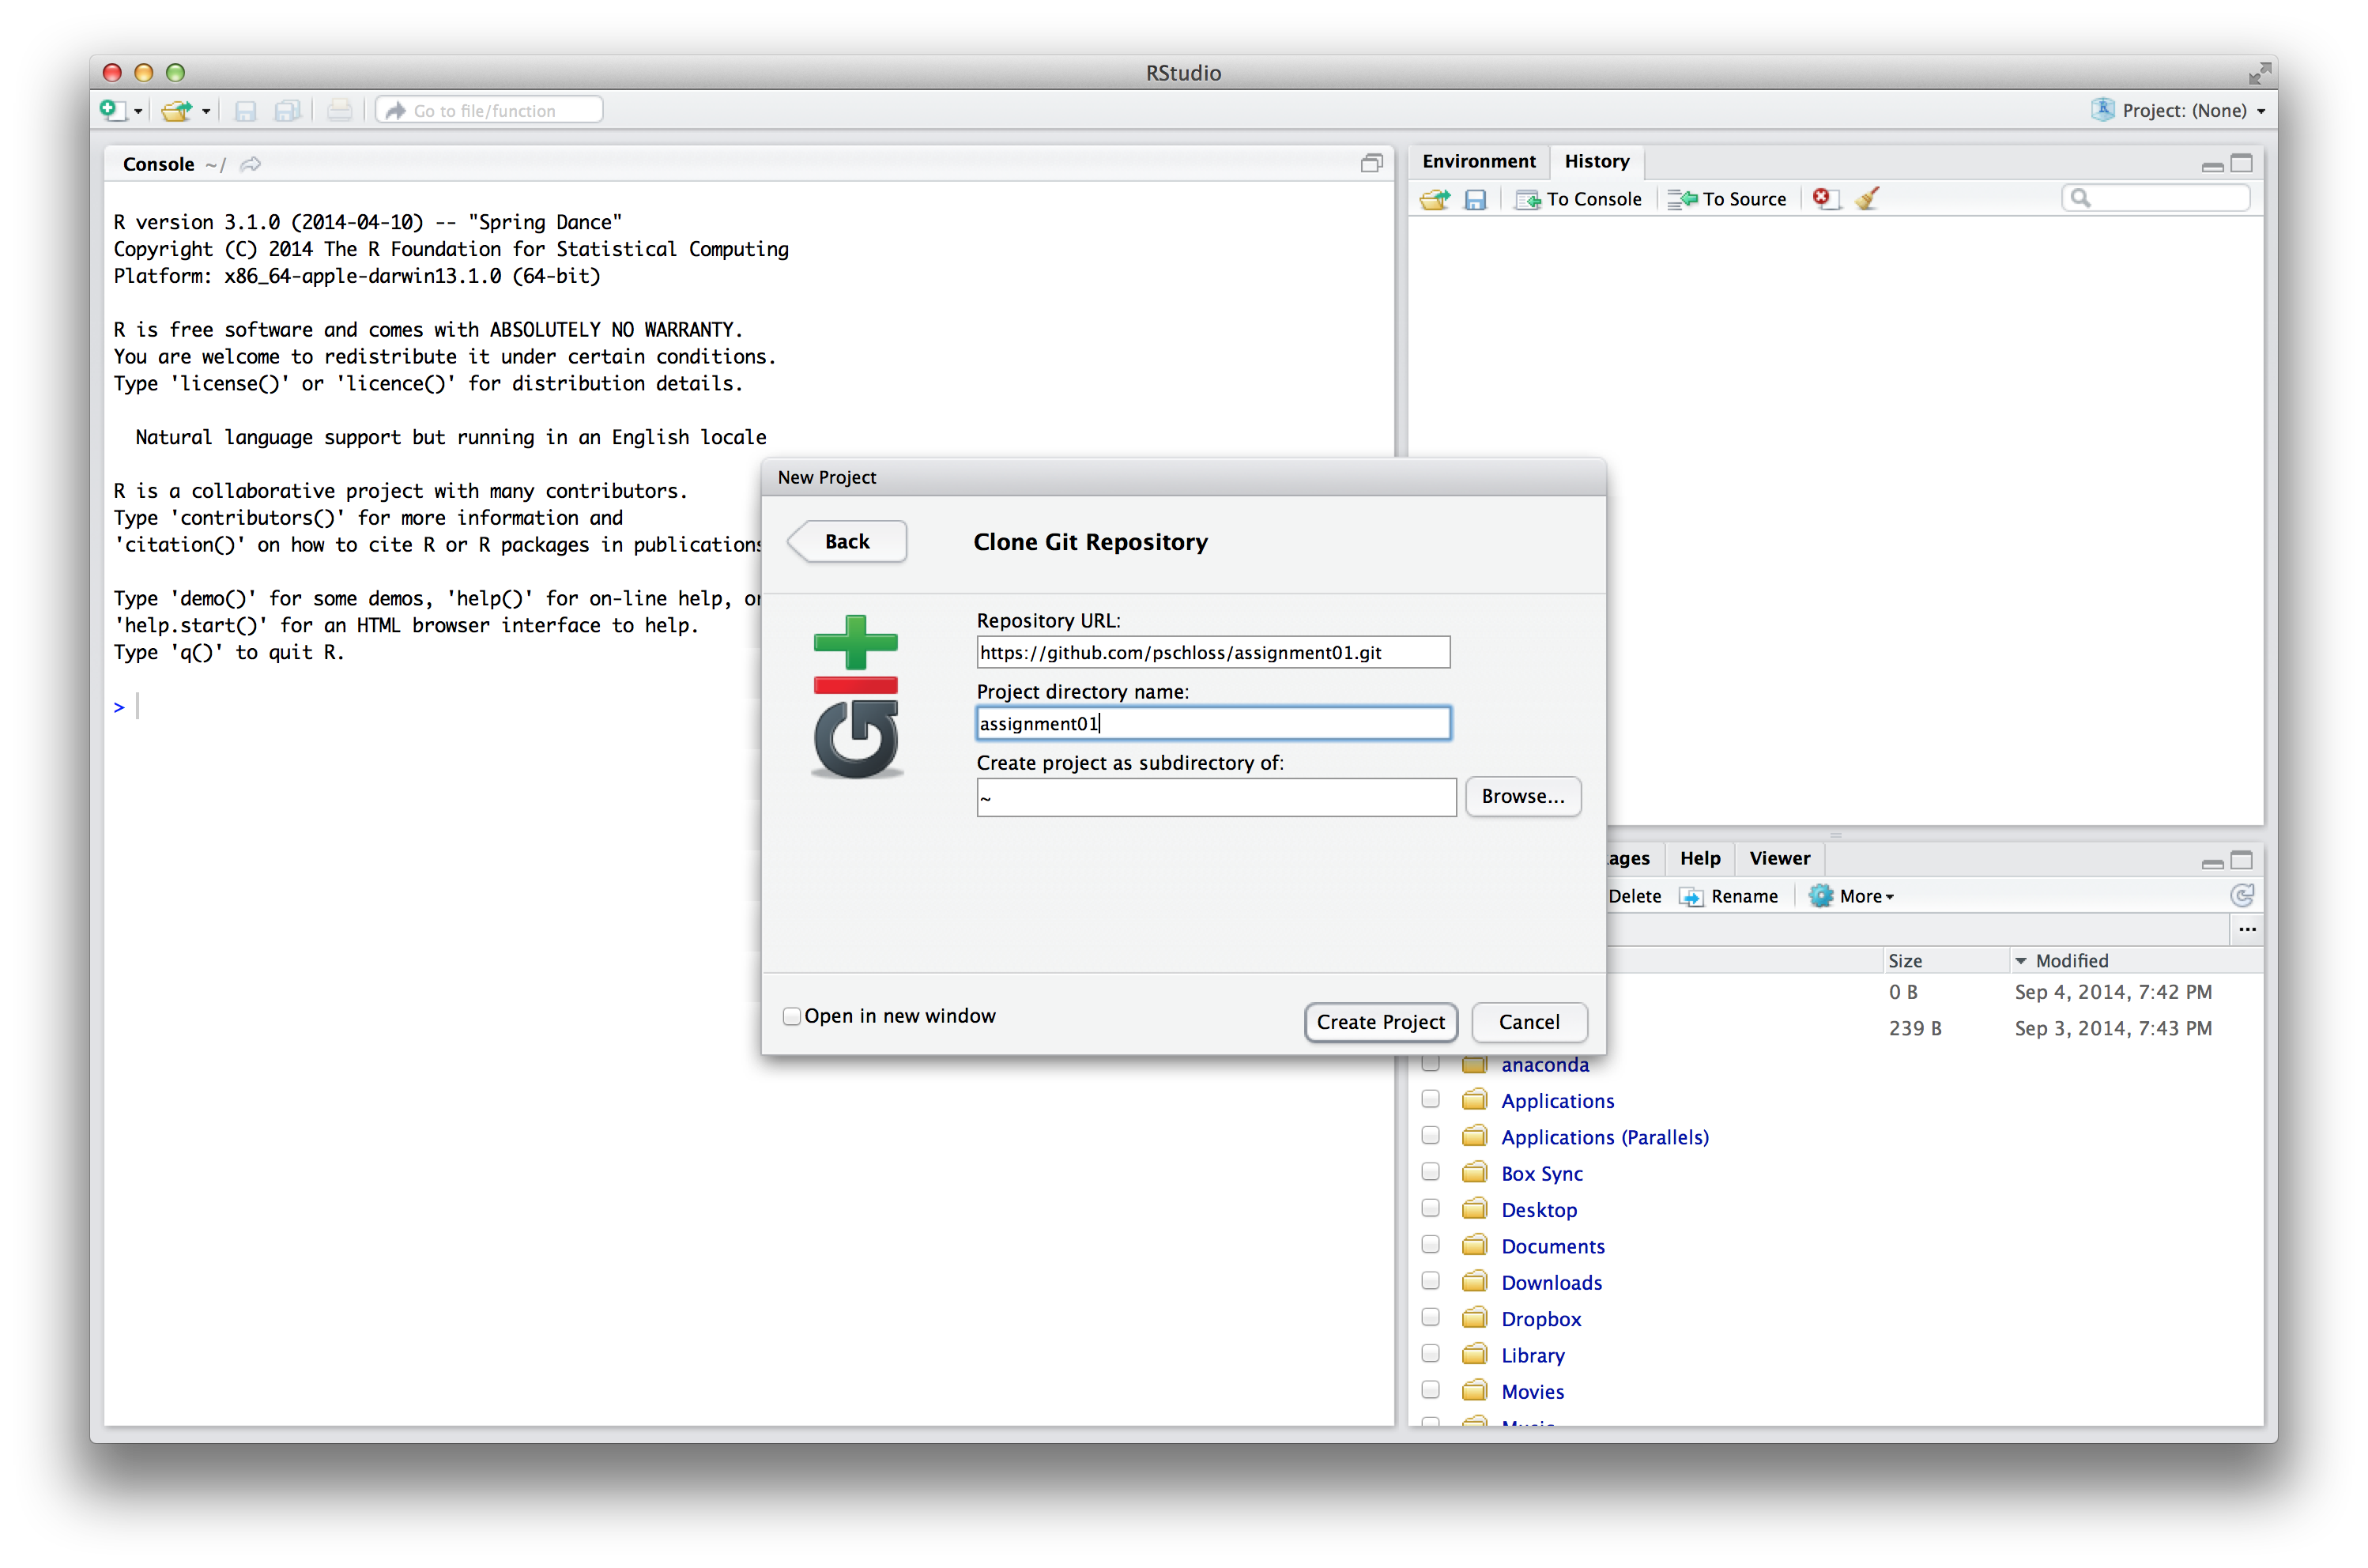 RStudio
Go to file/function
Project: (None)
Console ~/
R version 3.1.0 (2014-04-10) -- "Spring Dance"
Copyright (C) 2014 The R Foundation for Statistical Computing
Platform: x86_64-apple-darwin13.1.0 (64-bit)
R is free software and comes with ABSOLUTELY NO WARRANTY.
You are welcome to redistribute it under certain conditions.
Type 'license()' or 'licence()' for distribution details.
Natural language support but running in an English locale
R is a collaborative project with many contributors.
Type 'contributors()' for more information and
'citation()' on how to cite R or R packages in publications
Type 'demo()' for some demos, 'help()' for on-line help, or
'help.start()' for an HTML browser interface to help.
Type 'q()' to quit R.
>
Environment History
To Console To Source
New Project
Back Clone Git Repository
Repository URL:
https://github.com/pschloss/assignment01.git
Project directory name:
assignment01
Create project as subdirectory of:
~ Browse...
Open in new window Create Project Cancel
ages Help Viewer
Delete Rename More
...
Size Modified
0 B Sep 4, 2014, 7:42 PM
239 B Sep 3, 2014, 7:43 PM
anaconda
Applications
Applications (Parallels)
Box Sync
Desktop
Documents
Downloads
Dropbox
Library
Movies